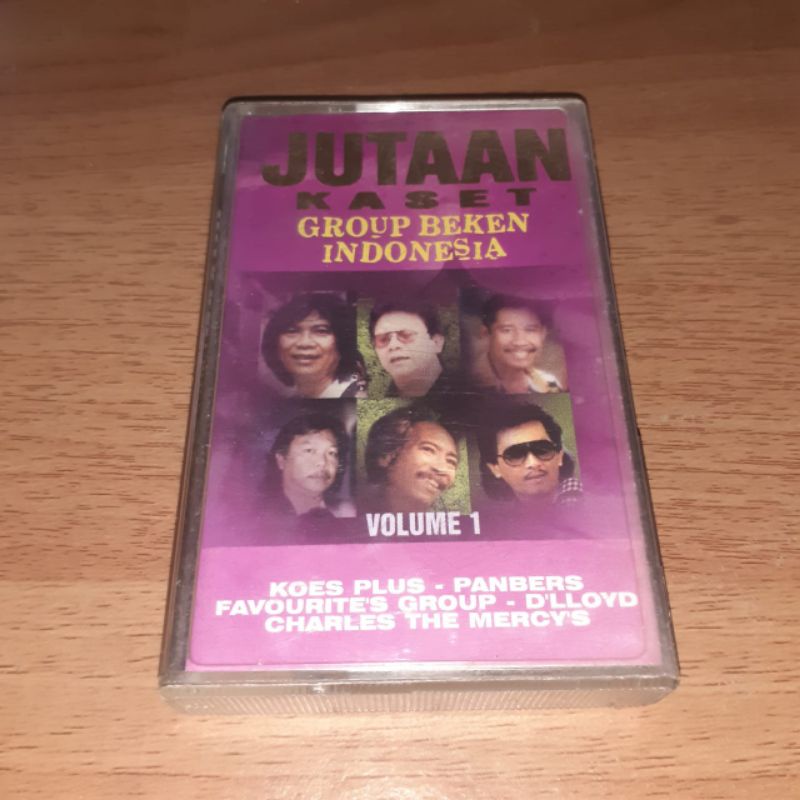 JUTAAN
KASET
GROUP BEKEN
INDONESIA
VOLUME 1
KOES PLUS - PANBERS
FAVOURITE'S GROUP - D'LLOYD
CHARLES THE MERCY'S